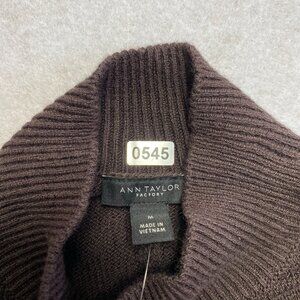 0545
ANN TAYLOR
FACTORY
M
MADE IN
VIETNAM